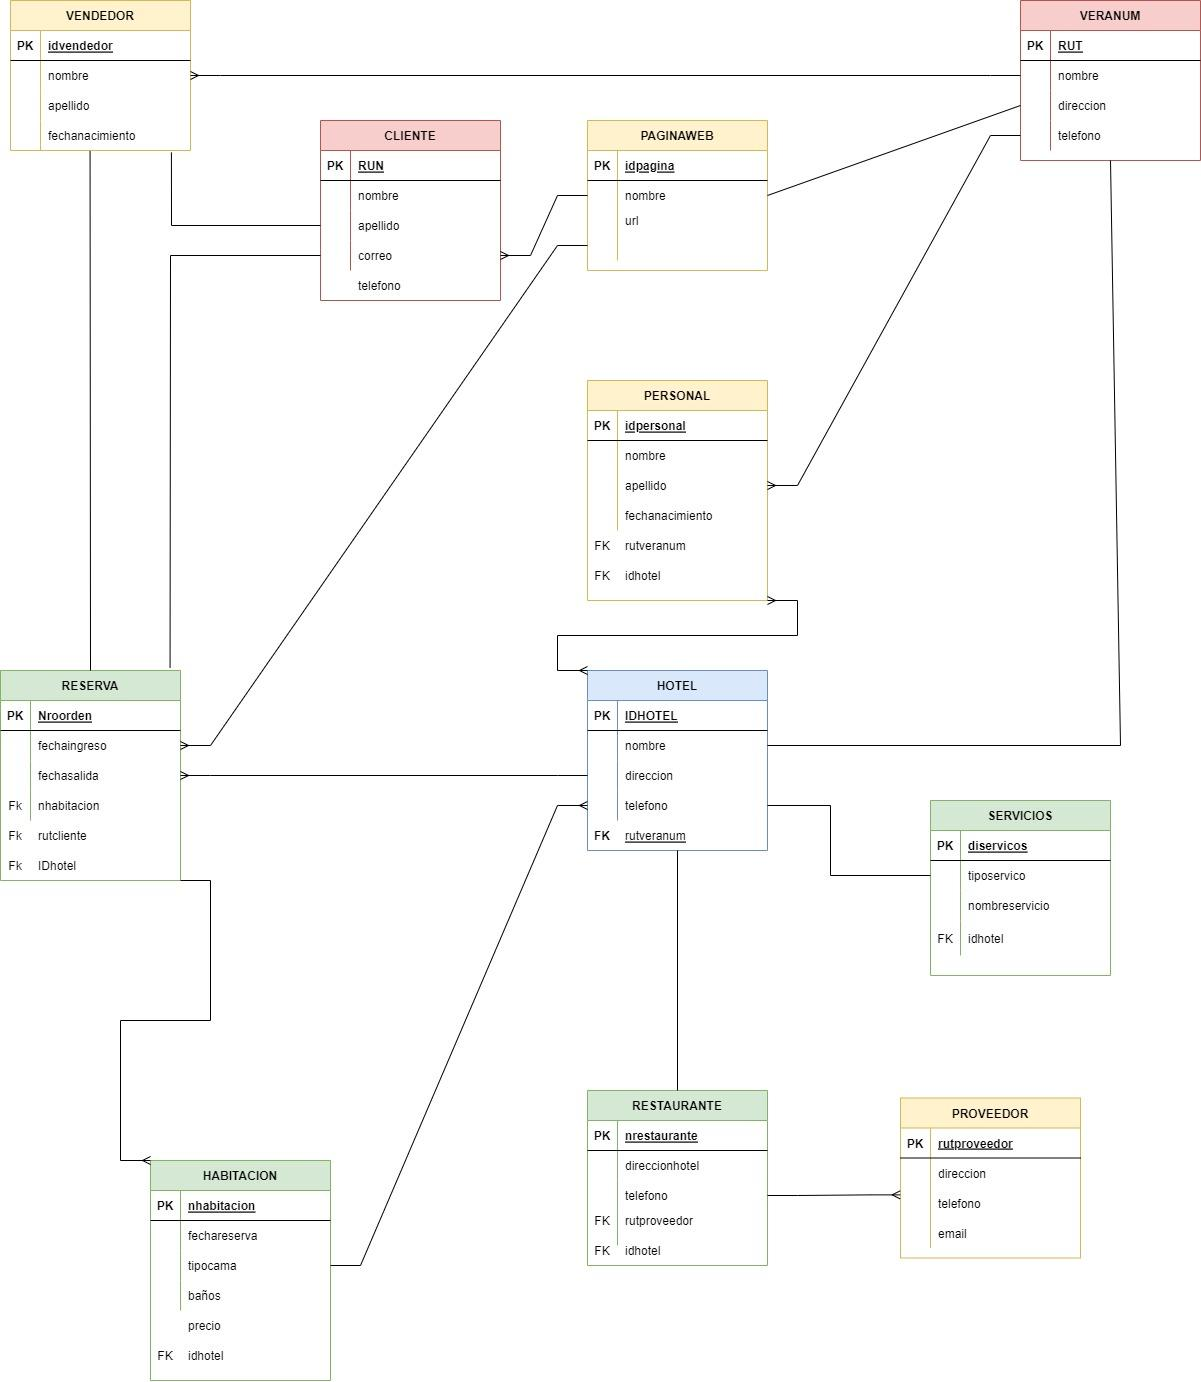 VENDEDOR
PK idvendedor
nombre
apellido
fechanacimiento
VERANUM
PK RUT
nombre
direccion
telefono
CLIENTE
PK RUN
nombre
apellido
correo
telefono
PAGINAWEB
PK idpagina
nombre
url
PERSONAL
PK idpersonal
nombre
apellido
fechanacimiento
FK rutveranum
FK idhotel
RESERVA
PK Nroorden
fechaingreso
fechasalida
Fk nhabitacion
Fk rutcliente
Fk IDhotel
HOTEL
PK IDHOTEL
nombre
direccion
telefono
FK rutveranum
SERVICIOS
PK diservicos
tiposervico
nombreservicio
FK idhotel
RESTAURANTE
PK nrestaurante
direccionhotel
telefono
FK rutproveedor
FK idhotel
PROVEEDOR
PK rutproveedor
direccion
telefono
email
HABITACION
PK nhabitacion
fechareserva
tipocama
baños
precio
FK idhotel